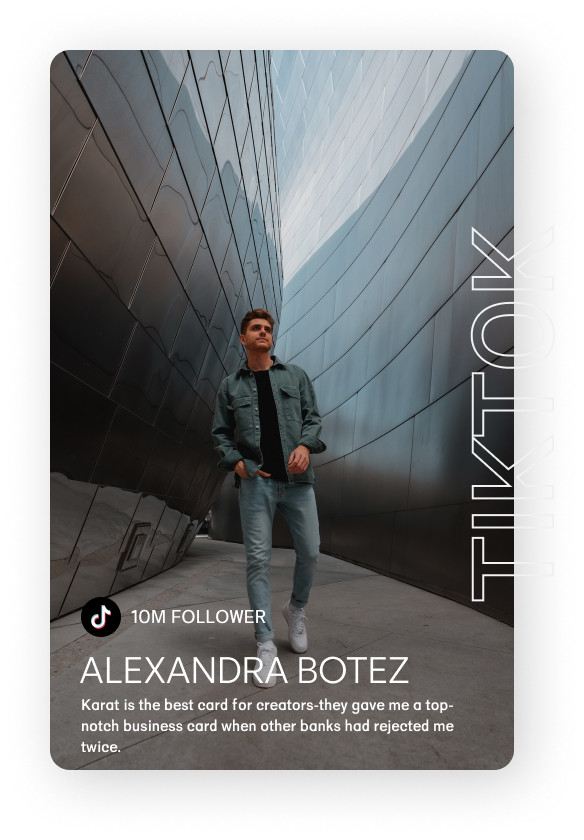 TIKTOK
10M FOLLOWER
ALEXANDRA BOTEZ
Karat is the best card for creators-they gave me a top-
notch business card when other banks had rejected me
twice.